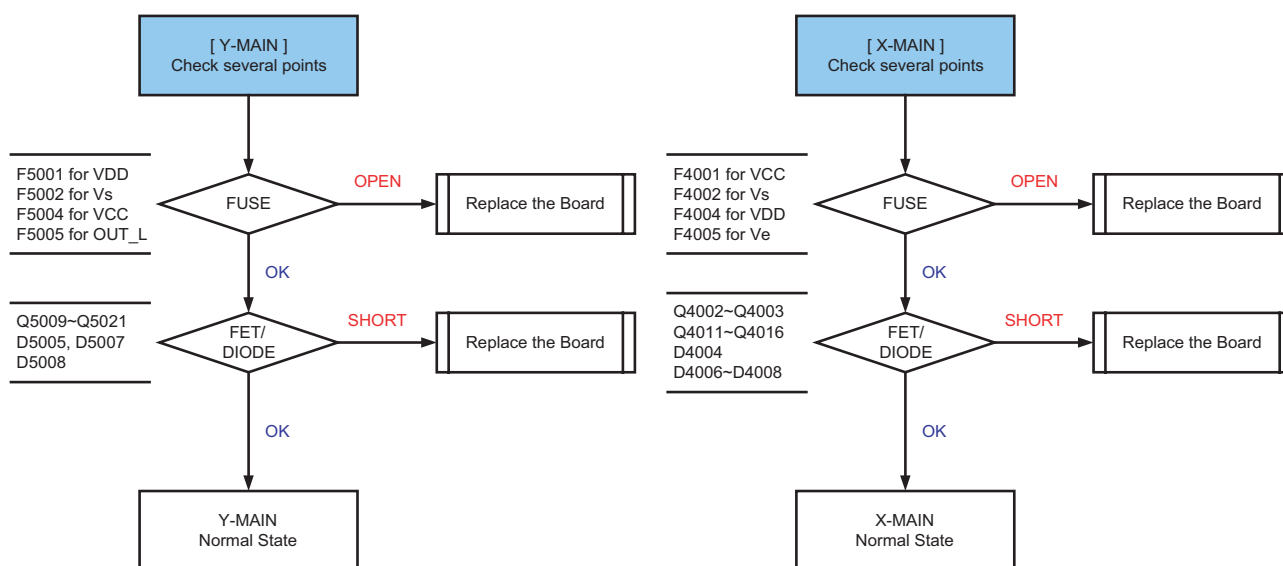 [ Y-MAIN ]
Check several points
F5001 for VDD
F5002 for Vs
F5004 for VCC
F5005 for OUT_L
FUSE
OPEN
Replace the Board
OK
Q5009~Q5021
D5005, D5007
D5008
FET/
DIODE
SHORT
Replace the Board
OK
Y-MAIN
Normal State
[ X-MAIN ]
Check several points
F4001 for VCC
F4002 for Vs
F4004 for VDD
F4005 for Ve
FUSE
OPEN
Replace the Board
OK
Q4002~Q4003
Q4011~Q4016
D4004
D4006~D4008
FET/
DIODE
SHORT
Replace the Board
OK
X-MAIN
Normal State